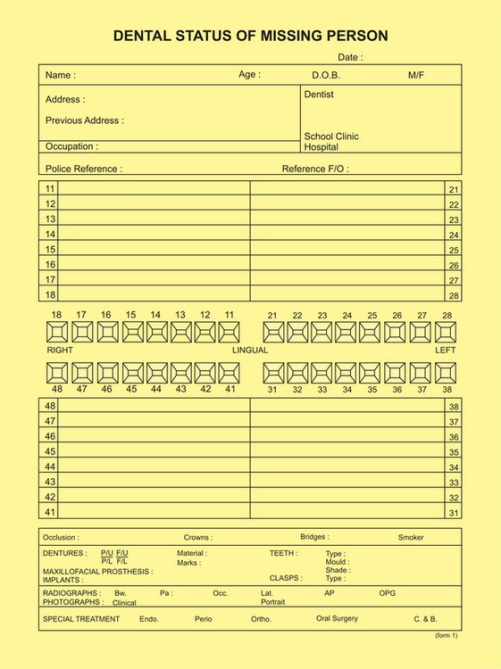 DENTAL STATUS OF MISSING PERSON
Date :
Name : Age : D.O.B. M/F
Address : Dentist
Previous Address :
School Clinic
Occupation : Hospital
Police Reference : Reference F/O :
11 21
12 22
13 23
14 24
15 25
16 26
17 27
18 28
18 17 16 15 14 13 12 11 21 22 23 24 25 26 27 28
RIGHT LINGUAL LEFT
48 47 46 45 44 43 42 41 31 32 33 34 35 36 37 38
48 38
47 37
46 36
45 35
44 34
43 33
42 32
41 31
Occlusion : Crowns : Bridges : Smoker
DENTURES : P/U F/U Material : TEETH : Type :
P/L F/L Marks : Mould :
MAXILLOFACIAL PROSTHESIS : Shade :
IMPLANTS : CLASPS : Type :
RADIOGRAPHS : Bw. Pa : Occ. Lat. AP OPG
PHOTOGRAPHS : Clinical Portrait
SPECIAL TREATMENT Endo. Perio Ortho. Oral Surgery C. & B.
(form 1)